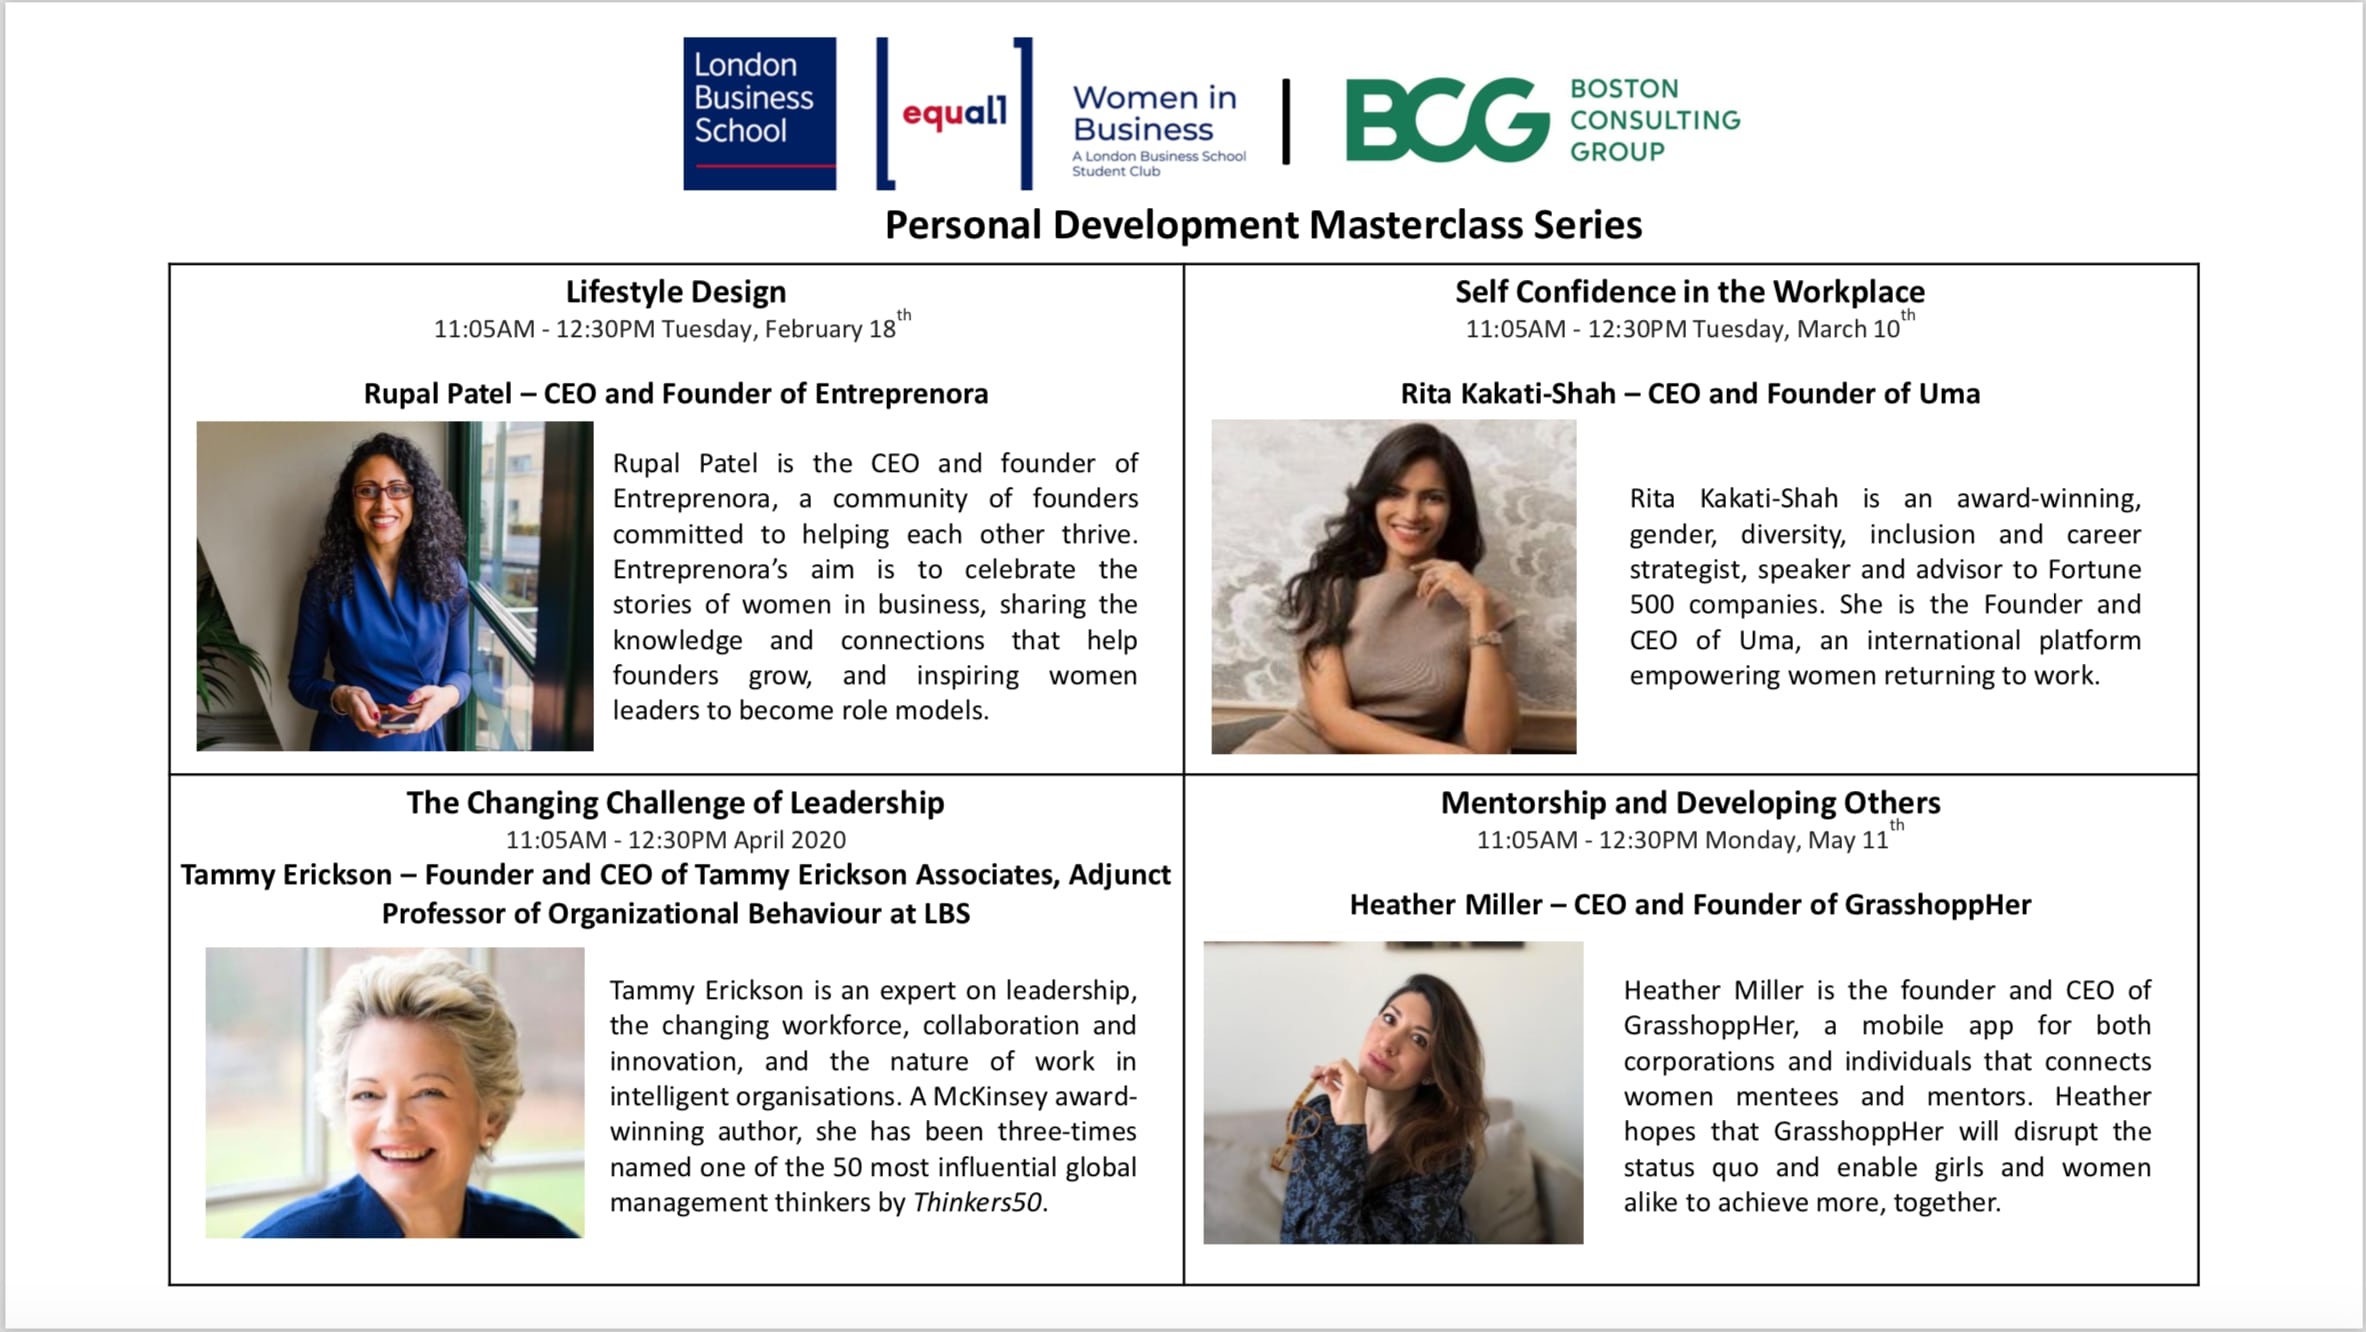 London
Business
School
equall
Women in
Business
A London Business School
Student Club
BCG
BOSTON
CONSULTING
GROUP
Personal Development Masterclass Series
Lifestyle Design
11:05AM - 12:30PM Tuesday, February 18th
Rupal Patel – CEO and Founder of Entreprenora
Rupal Patel is the CEO and founder of
Entreprenora, a community of founders
committed to helping each other thrive.
Entreprenora’s aim is to celebrate the
stories of women in business, sharing the
knowledge and connections that help
founders grow, and inspiring women
leaders to become role models.
Self Confidence in the Workplace
11:05AM - 12:30PM Tuesday, March 10th
Rita Kakati-Shah – CEO and Founder of Uma
Rita Kakati-Shah is an award-winning,
gender, diversity, inclusion and career
strategist, speaker and advisor to Fortune
500 companies. She is the Founder and
CEO of Uma, an international platform
empowering women returning to work.
The Changing Challenge of Leadership
11:05AM - 12:30PM April 2020
Tammy Erickson – Founder and CEO of Tammy Erickson Associates, Adjunct
Professor of Organizational Behaviour at LBS
Tammy Erickson is an expert on leadership,
the changing workforce, collaboration and
innovation, and the nature of work in
intelligent organisations. A McKinsey award-
winning author, she has been three-times
named one of the 50 most influential global
management thinkers by Thinkers50.
Mentorship and Developing Others
11:05AM - 12:30PM Monday, May 11th
Heather Miller – CEO and Founder of GrasshoppHer
Heather Miller is the founder and CEO of
GrasshoppHer, a mobile app for both
corporations and individuals that connects
women mentees and mentors. Heather
hopes that GrasshoppHer will disrupt the
status quo and enable girls and women
alike to achieve more, together.